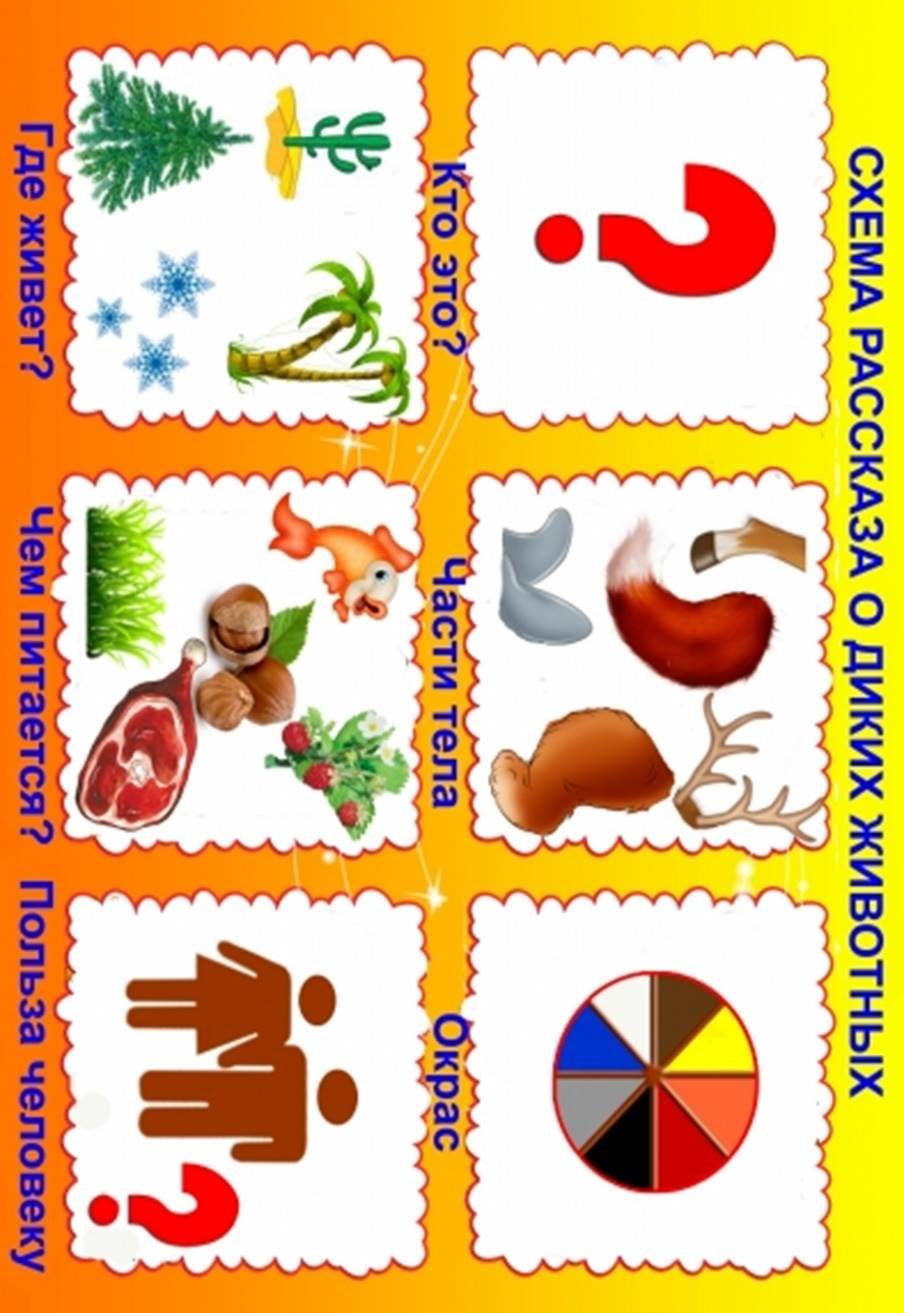 СХЕМА РАССКАЗА О ДИКИХ ЖИВОТНЫХ
Кто это?
Части тела
Окрас
Где живет?
Чем питается?
Польза человеку